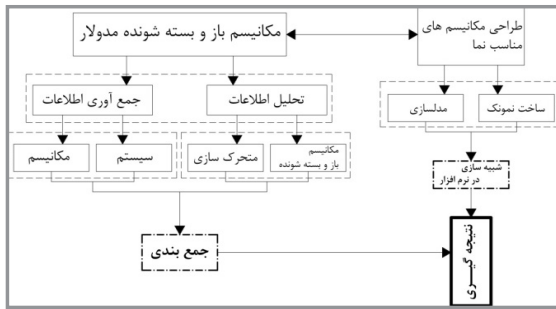 مکانیسم باز و بسته شونده مدولار
طراحی مکانیسم های
مناسب نما
جمع آوری اطلاعات
تحلیل اطلاعات
مدلسازی
ساخت نمونک
مکانیسم
سیستم
متحرک سازی
مکانیسم
باز و بسته شونده
شبیه سازی
در نرم افزار
جمع بندی
نتیجه گیـــری